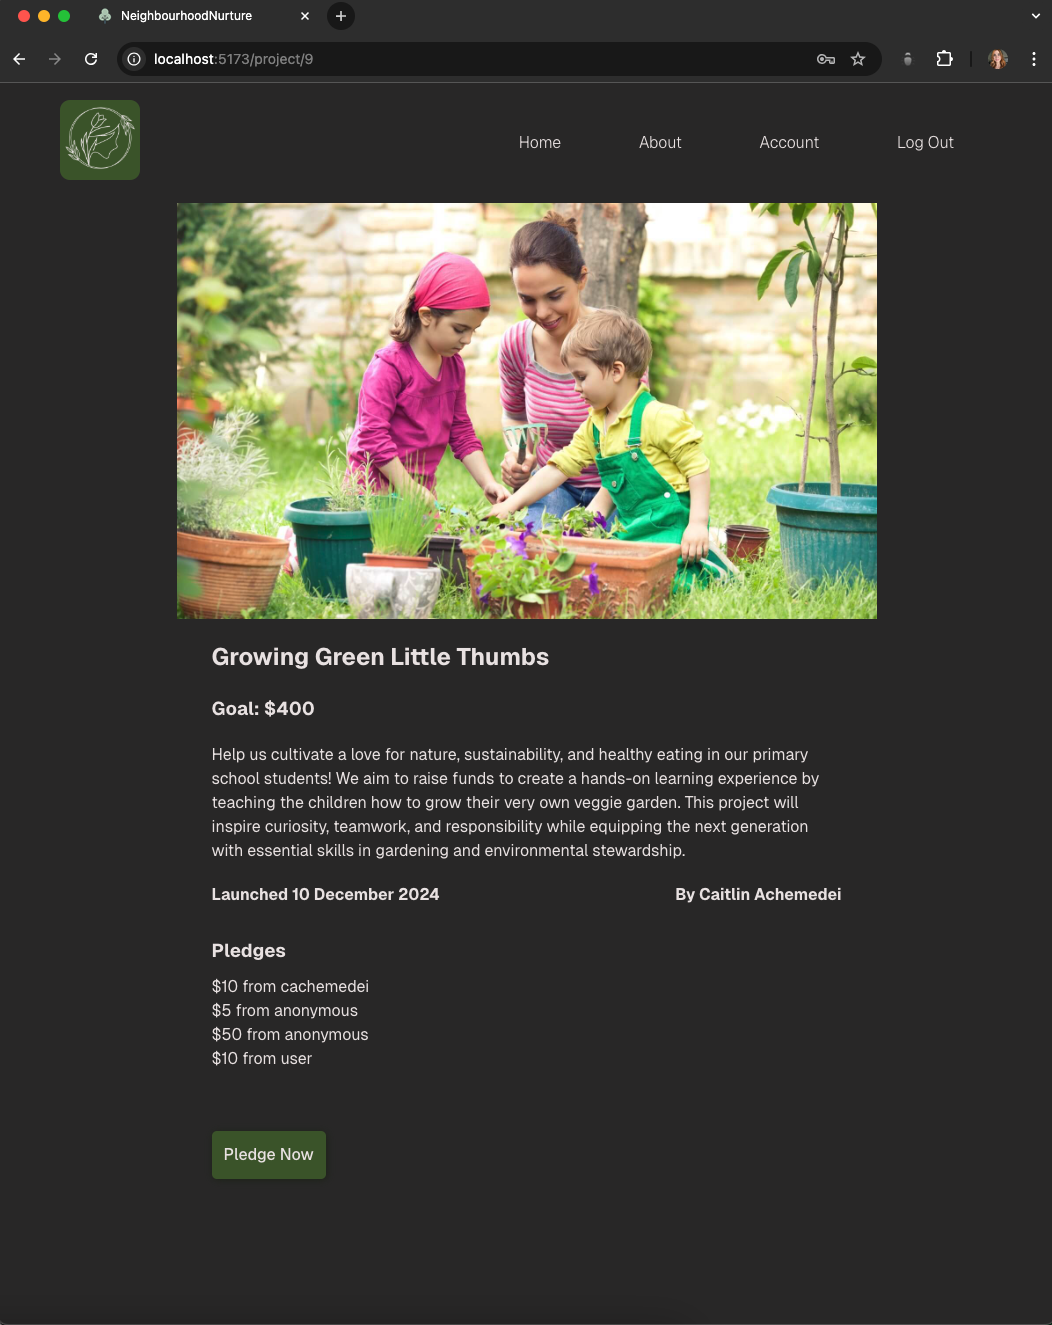 NeighbourhoodNurture
localhost:5173/project/9
Home About Account Log Out
Growing Green Little Thumbs
Goal: $400
Help us cultivate a love for nature, sustainability, and healthy eating in our primary
school students! We aim to raise funds to create a hands-on learning experience by
teaching the children how to grow their very own veggie garden. This project will
inspire curiosity, teamwork, and responsibility while equipping the next generation
with essential skills in gardening and environmental stewardship.
Launched 10 December 2024 By Caitlin Achemedei
Pledges
$10 from cachemedei
$5 from anonymous
$50 from anonymous
$10 from user
Pledge Now